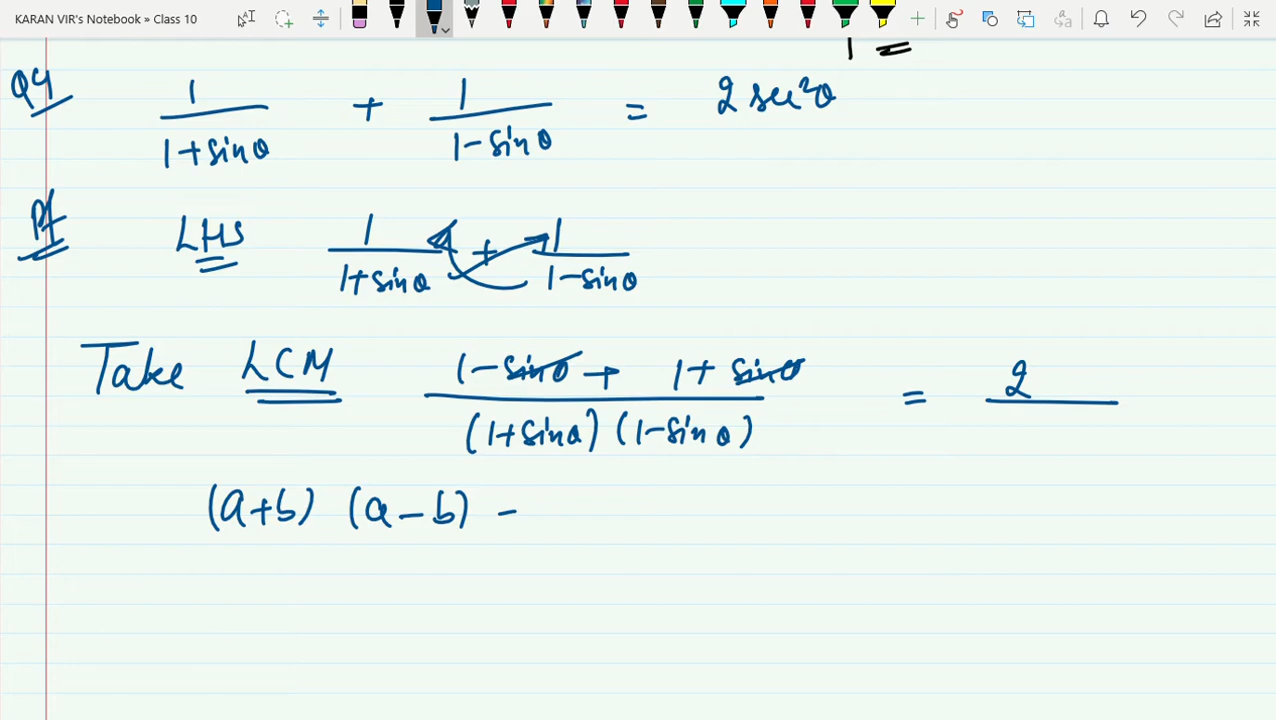 KARAN VIR's Notebook » Class 10
Q4 1/(1+sinθ) + 1/(1-sinθ) = 2 sec²θ
Pf LHS 1/(1+sinθ) + 1/(1-sinθ)
Take LCM (1-sinθ + 1+sinθ)/((1+sinθ)(1-sinθ)) = 2
(a+b) (a-b) -